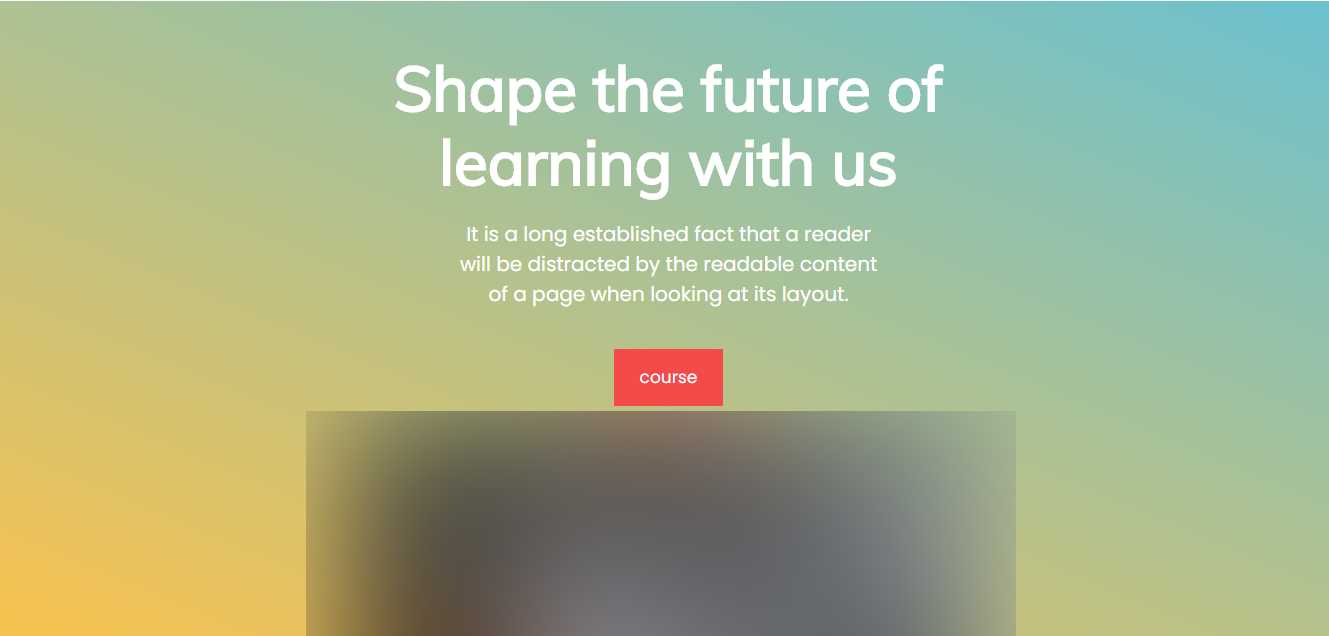 Shape the future of
learning with us
It is a long established fact that a reader
will be distracted by the readable content
of a page when looking at its layout.
course